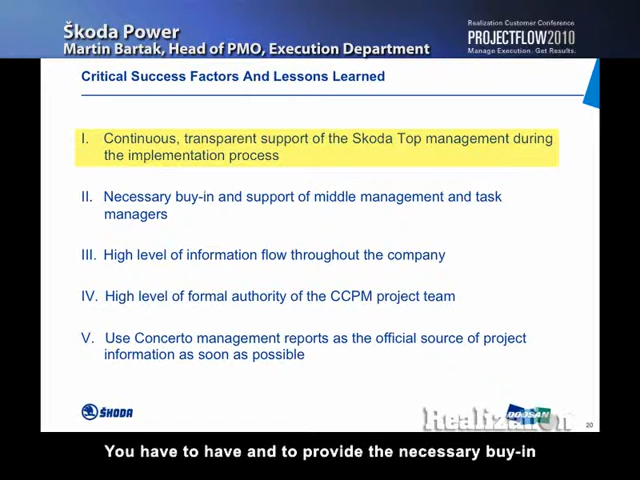 Škoda Power
Martin Bartak, Head of PMO, Execution Department
Realization Customer Conference
PROJECTFLOW2010
Manage Execution. Get Results.
Critical Success Factors And Lessons Learned
I. Continuous, transparent support of the Skoda Top management during
the implementation process
II. Necessary buy-in and support of middle management and task
managers
III. High level of information flow throughout the company
IV. High level of formal authority of the CCPM project team
V. Use Concerto management reports as the official source of project
information as soon as possible
ŠKODA
DOOSAN
Realization
20
You have to have and to provide the necessary buy-in